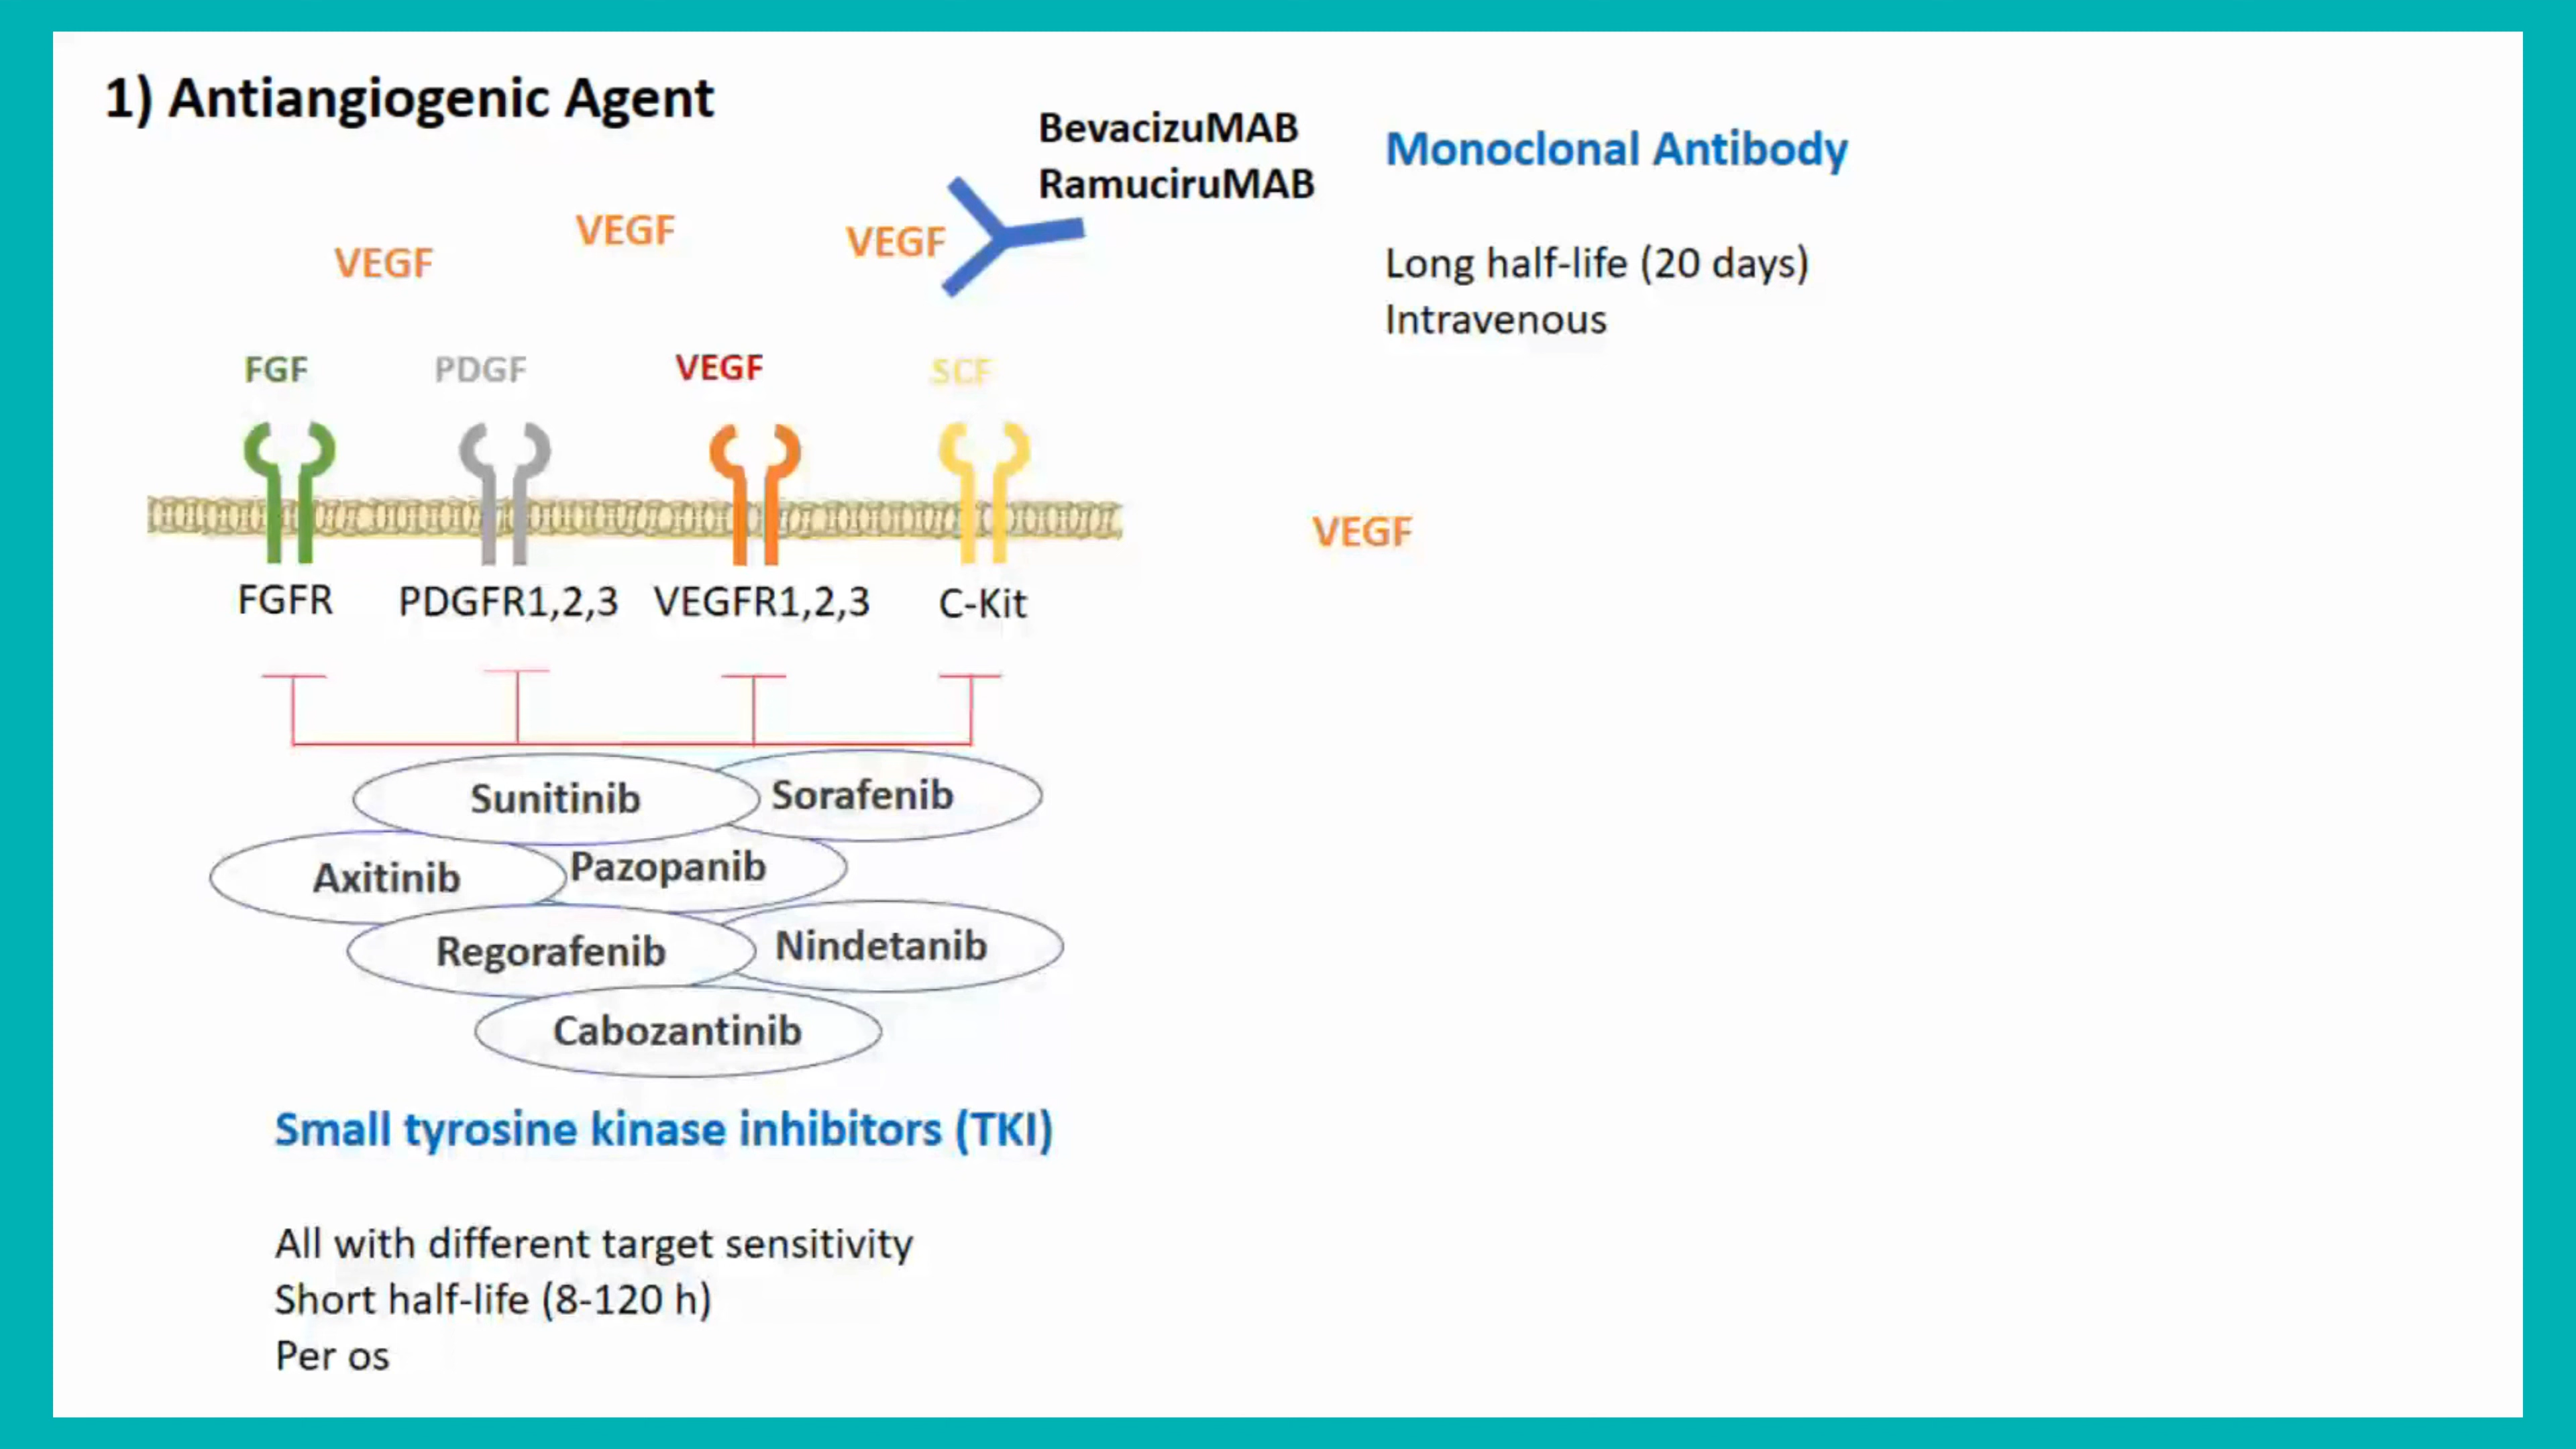 1) Antiangiogenic Agent
BevacizuMAB
RamuciruMAB
Monoclonal Antibody
Long half-life (20 days)
Intravenous
VEGF
VEGF
VEGF
FGF
PDGF
VEGF
SCF
VEGF
FGFR
PDGFR1,2,3
VEGFR1,2,3
C-Kit
Sunitinib
Sorafenib
Axitinib
Pazopanib
Regorafenib
Nindetanib
Cabozantinib
Small tyrosine kinase inhibitors (TKI)
All with different target sensitivity
Short half-life (8-120 h)
Per os